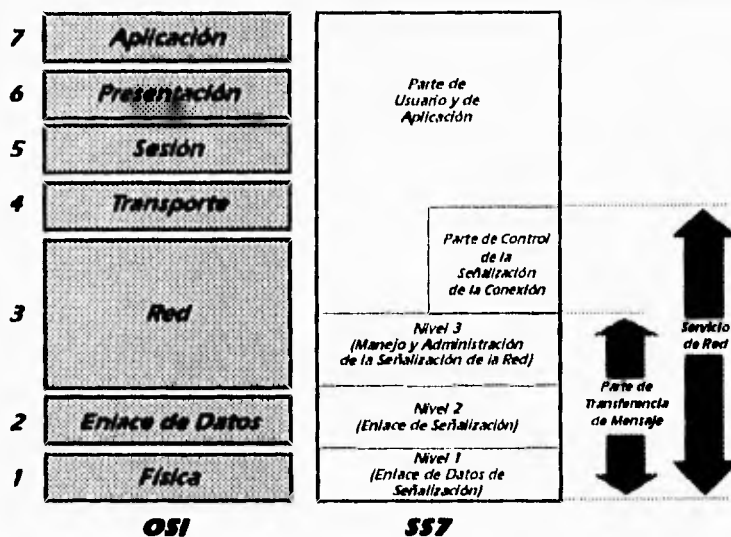 7
Aplicación
6
Presentación
5
Sesión
4
Transporte
3
Red
2
Enlace de Datos
1
Física
OSI
Parte de
Usuario y de
Aplicación
Parte de Control
de la
Señalización
de la Conexión
Nivel 3
(Manejo y Administración
de la Señalización de la Red)
Nivel 2
(Enlace de Señalización)
Nivel 1
(Enlace de Datos de
Señalización)
SS7
Parte de
Transferencia
de Mensaje
Servicio
de Red